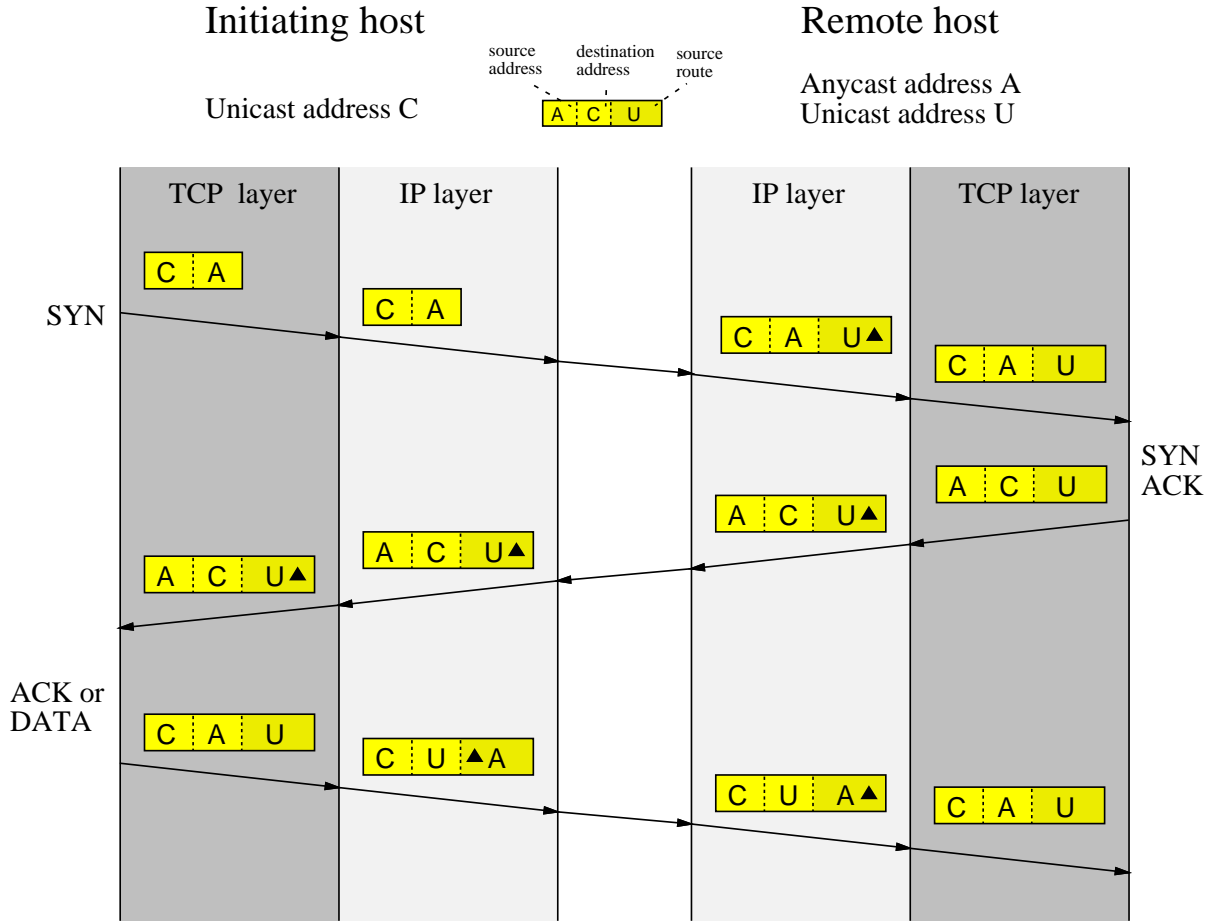 Initiating host
Remote host
source address
destination address
source route
Unicast address C
A C U
Anycast address A
Unicast address U
TCP layer
IP layer
IP layer
TCP layer
SYN
C A
C A
C A U▲
C A U
SYN
ACK
A C U
A C U▲
A C U▲
A C U▲
ACK or
DATA
C A U
C U ▲A
C U A▲
C A U